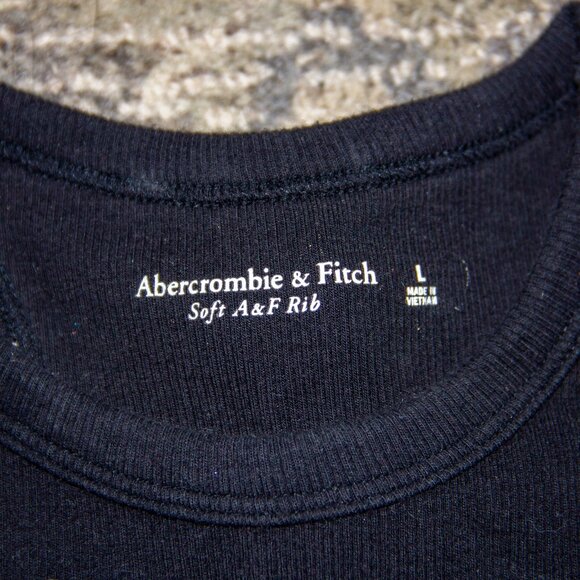 Abercrombie & Fitch
Soft A&F Rib
L
MADE IN
VIETNAM